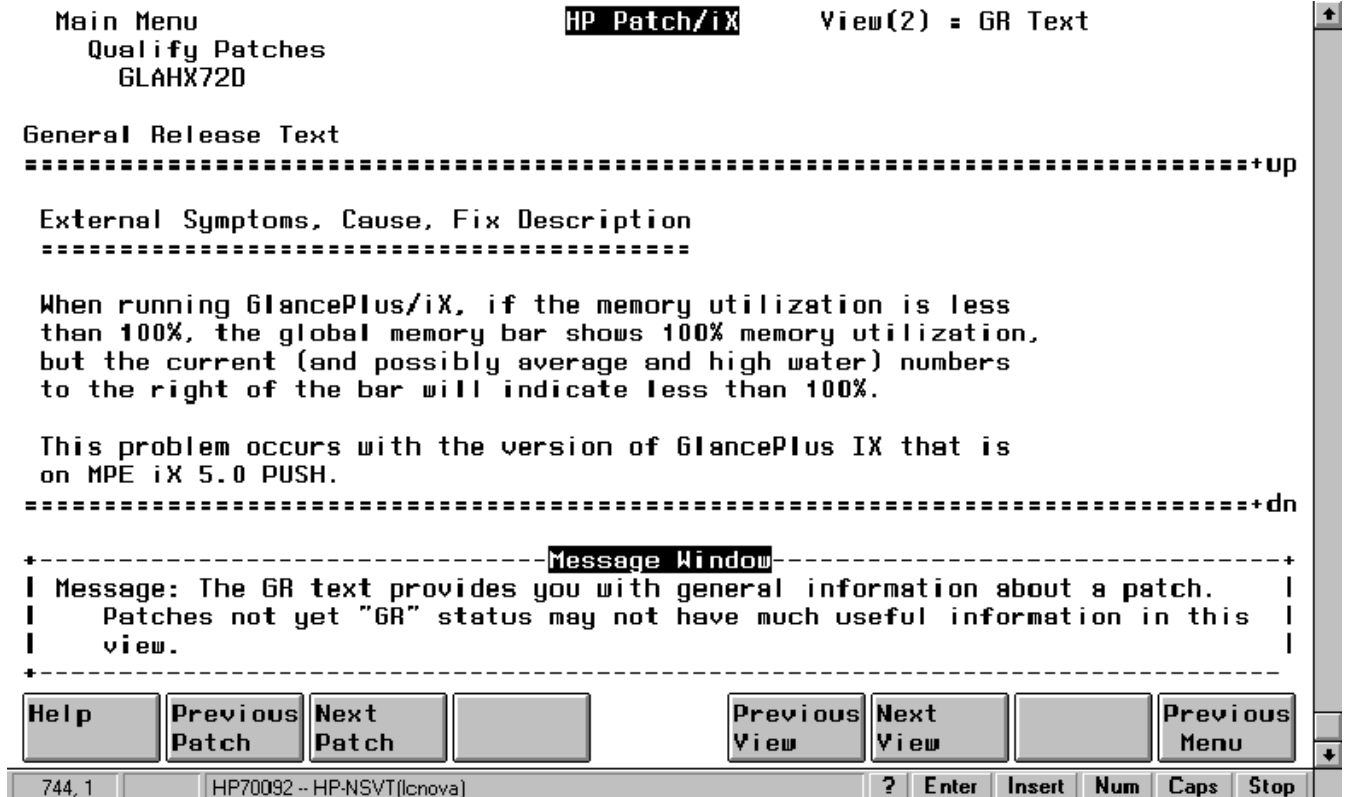 Main Menu HP Patch/iX View(2) = GR Text
Qualify Patches
GLAHX72D
General Release Text
=============================================================================+up
External Symptoms, Cause, Fix Description
=========================================
When running GlancePlus/iX, if the memory utilization is less
than 100%, the global memory bar shows 100% memory utilization,
but the current (and possibly average and high water) numbers
to the right of the bar will indicate less than 100%.
This problem occurs with the version of GlancePlus IX that is
on MPE iX 5.0 PUSH.
=============================================================================+dn
+--------------------------------Message Window--------------------------------+
| Message: The GR text provides you with general information about a patch. |
| Patches not yet "GR" status may not have much useful information in this |
| view. |
+------------------------------------------------------------------------------
Help Previous Patch Next Patch Previous View Next View Previous Menu
744, 1 HP70092 -- HP-NSVT(lcnova) ? Enter Insert Num Caps Stop